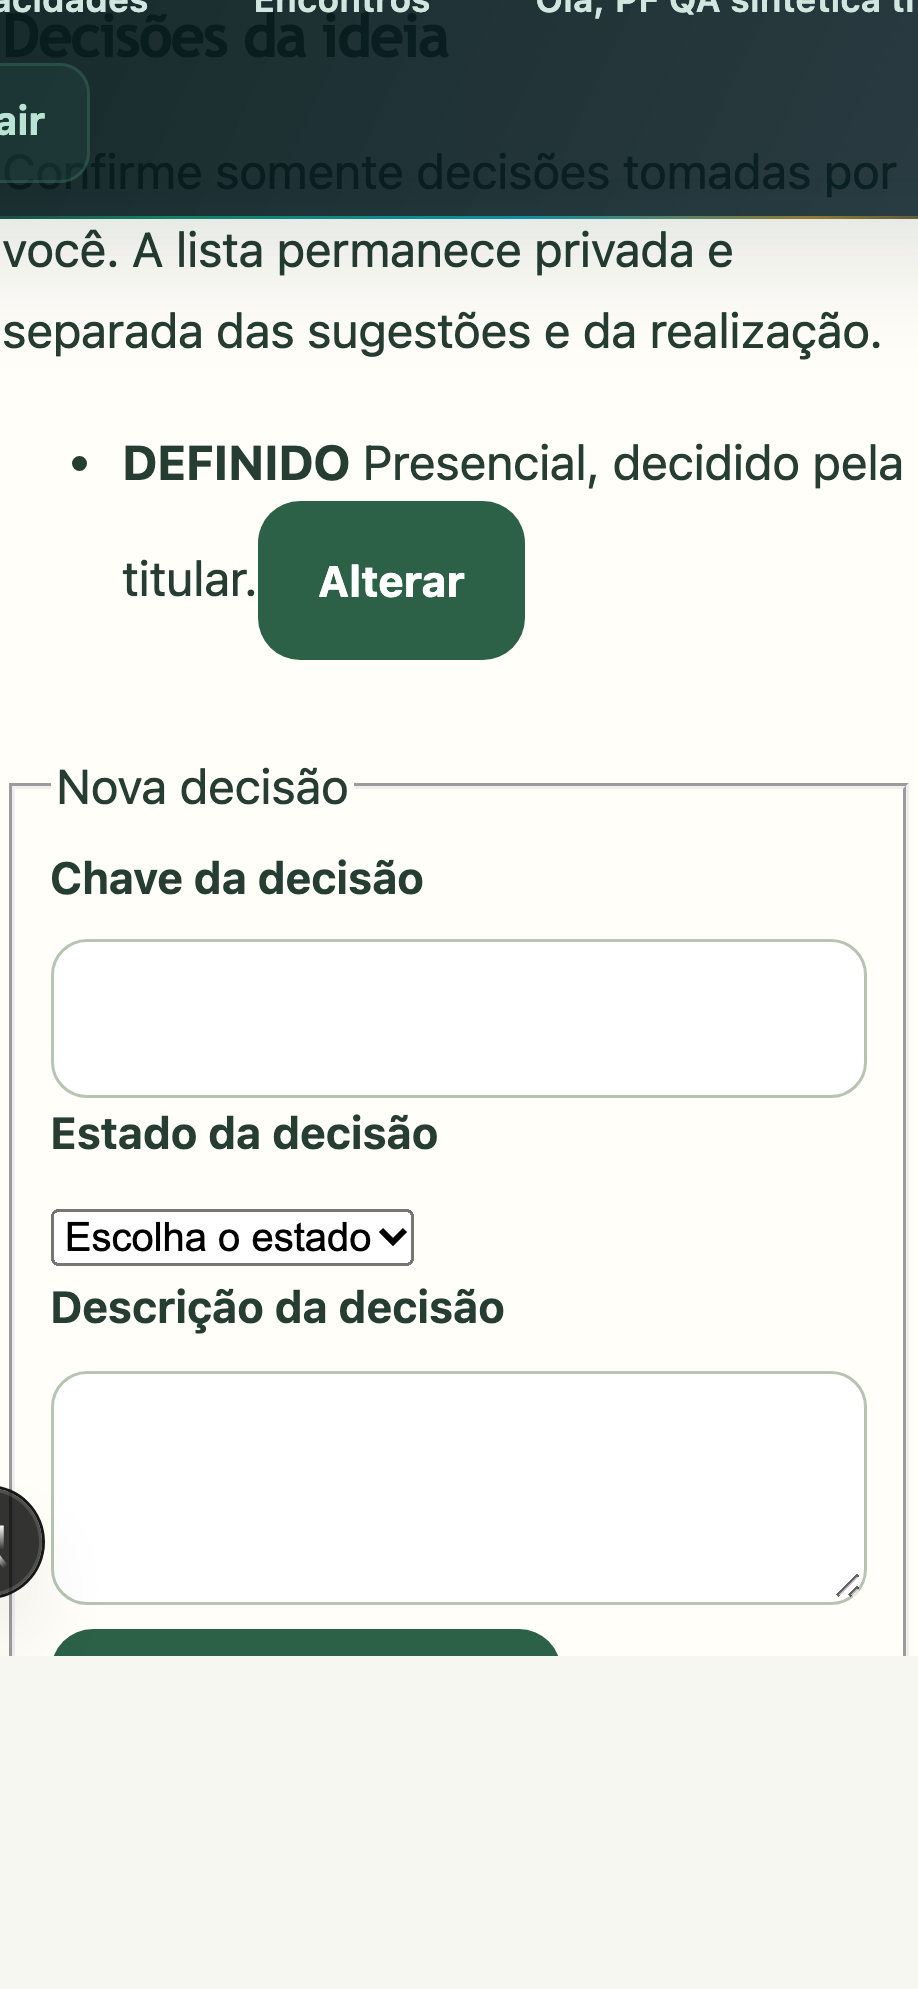 Encontros
Decisões da ideia
Confirme somente decisões tomadas por
você. A lista permanece privada e
separada das sugestões e da realização.
• DEFINIDO Presencial, decidido pela
titular. Alterar
Nova decisão
Chave da decisão
Estado da decisão
Escolha o estado
Descrição da decisão